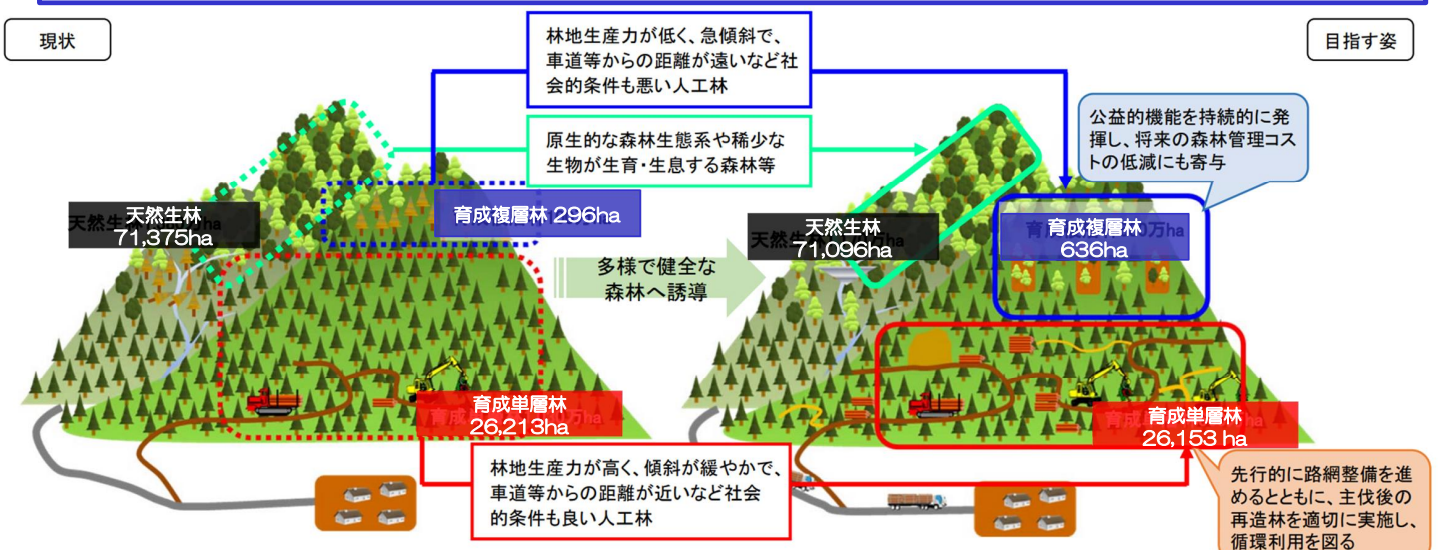 現状
林地生産力が低く、急傾斜で、
車道等からの距離が遠いなど社
会的条件も悪い人工林
目指す姿
原生的な森林生態系や稀少な
生物が生育・生息する森林等
公益的機能を持続的に発
揮し、将来の森林管理コス
トの低減にも寄与
天然生林
71,375ha
育成複層林 296ha
多様で健全な
森林へ誘導
天然生林
71,096ha
育成複層林
636ha
育成単層林
26,213ha
育成単層林
26,153 ha
林地生産力が高く、傾斜が緩やかで、
車道等からの距離が近いなど社会
的条件も良い人工林
先行的に路網整備を進
めるとともに、主伐後の
再造林を適切に実施し、
循環利用を図る